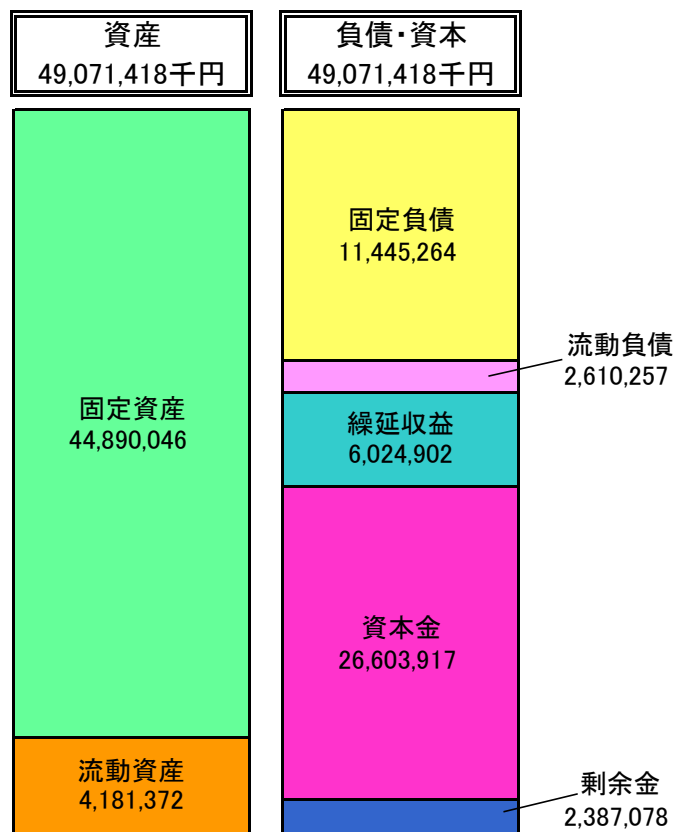 資産
49,071,418千円
負債・資本
49,071,418千円
固定資産
44,890,046
流動資産
4,181,372
固定負債
11,445,264
流動負債
2,610,257
繰延収益
6,024,902
資本金
26,603,917
剰余金
2,387,078